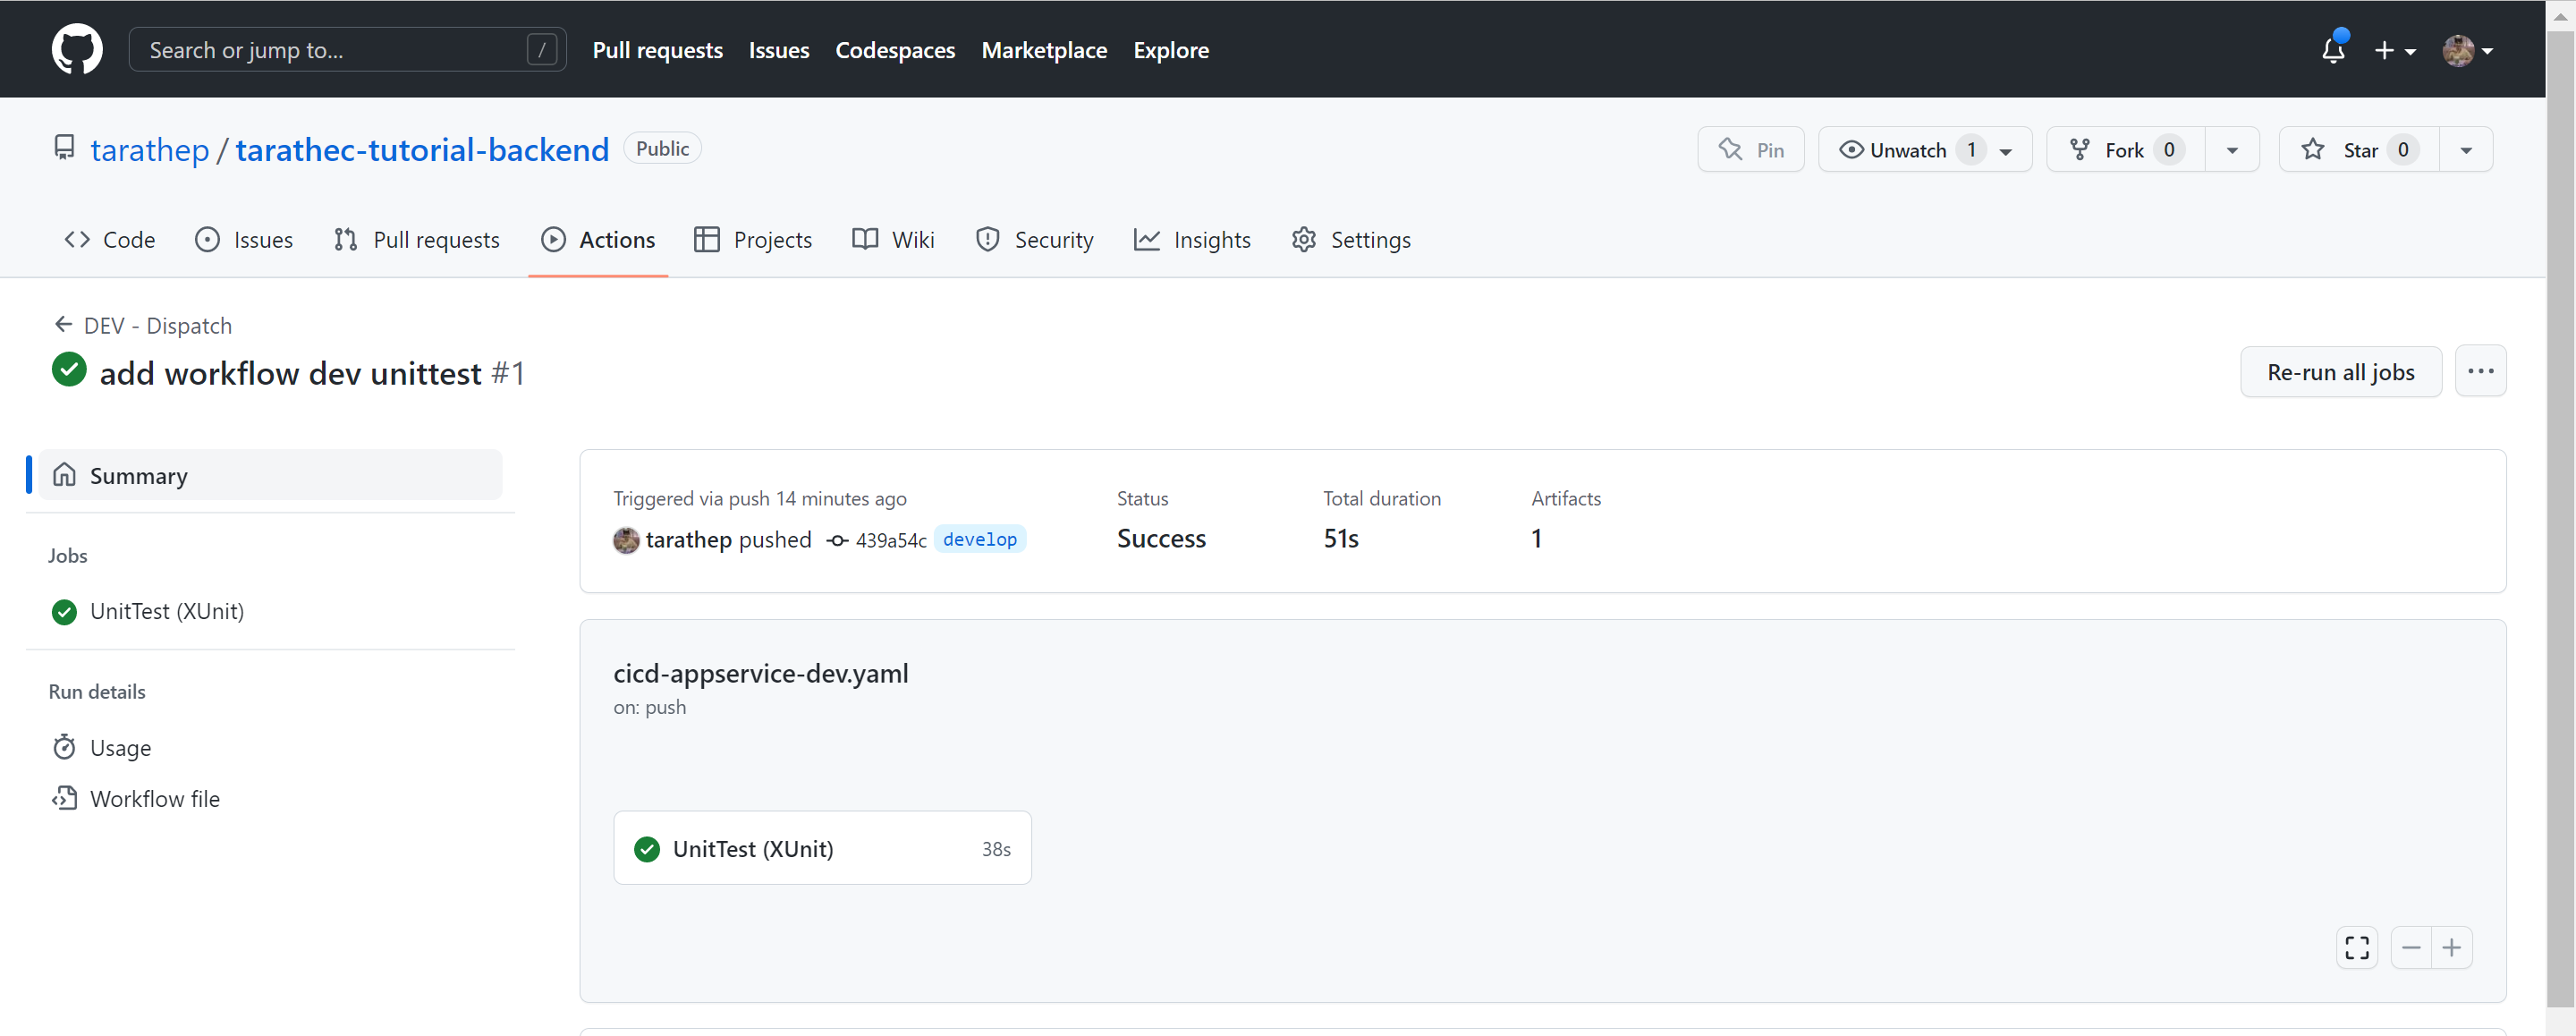 Search or jump to... / Pull requests Issues Codespaces Marketplace Explore
tarathep / tarathec-tutorial-backend Public Pin Unwatch 1 Fork 0 Star 0
Code Issues Pull requests Actions Projects Wiki Security Insights Settings
DEV - Dispatch
add workflow dev unittest #1 Re-run all jobs
Summary
Jobs
UnitTest (XUnit)
Run details
Usage
Workflow file
Triggered via push 14 minutes ago Status Total duration Artifacts
tarathep pushed 439a54c develop Success 51s 1
cicd-appservice-dev.yaml
on: push
UnitTest (XUnit) 38s